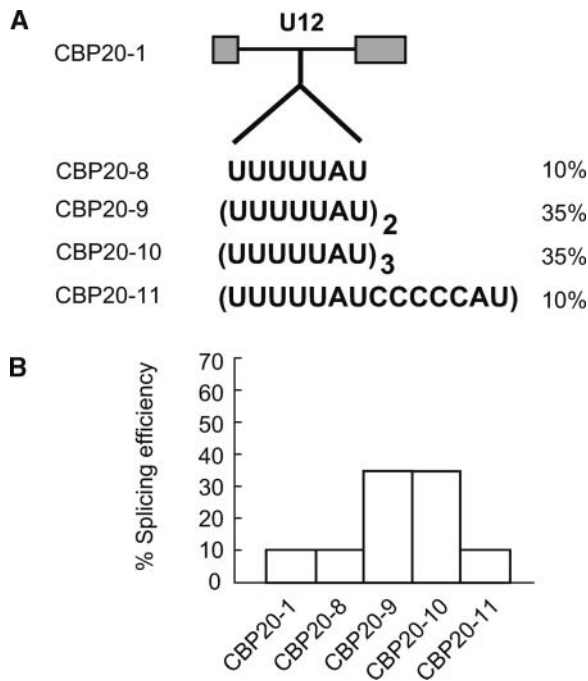 A
U12
CBP20-1
CBP20-8 UUUUUAU 10%
CBP20-9 (UUUUUAU)2 35%
CBP20-10 (UUUUUAU)3 35%
CBP20-11 (UUUUUAUCCCCCAU) 10%
B
% Splicing efficiency
70
60
50
40
30
20
10
0
CBP20-1
CBP20-8
CBP20-9
CBP20-10
CBP20-11